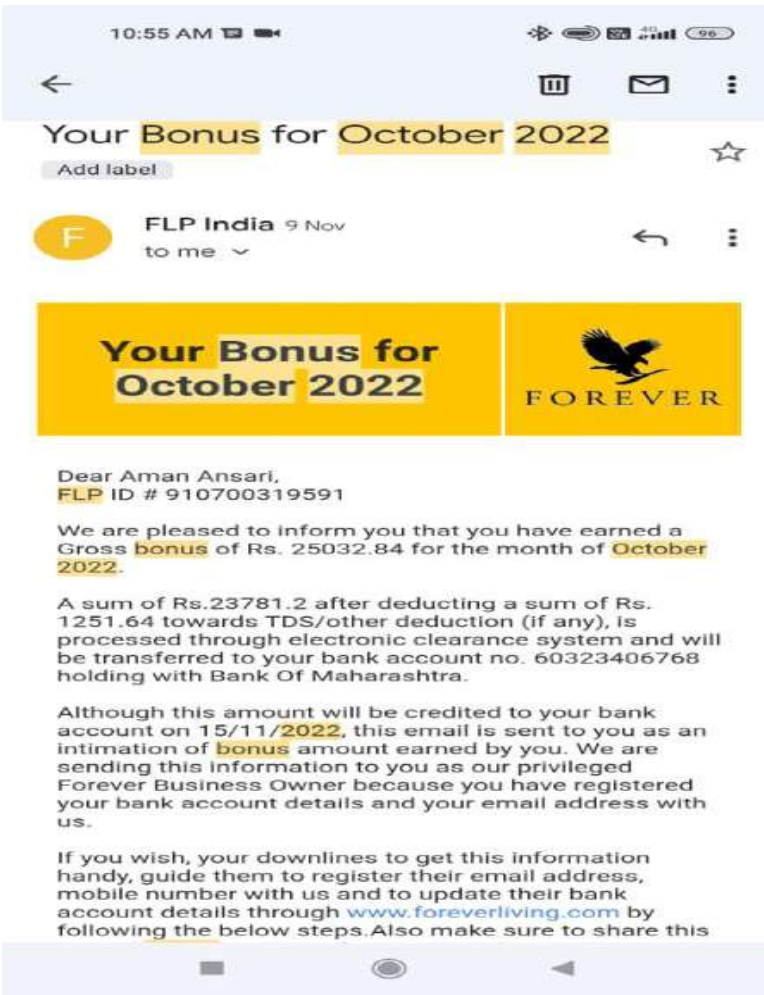 10:55 AM
4G
96
Your Bonus for October 2022
Add label
F
FLP India 9 Nov
to me
Your Bonus for
October 2022
FOREVER
Dear Aman Ansari,
FLP ID # 910700319591
We are pleased to inform you that you have earned a
Gross bonus of Rs. 25032.84 for the month of October
2022.
A sum of Rs.23781.2 after deducting a sum of Rs.
1251.64 towards TDS/other deduction (if any), is
processed through electronic clearance system and will
be transferred to your bank account no. 60323406768
holding with Bank Of Maharashtra.
Although this amount will be credited to your bank
account on 15/11/2022, this email is sent to you as an
intimation of bonus amount earned by you. We are
sending this information to you as our privileged
Forever Business Owner because you have registered
your bank account details and your email address with
us.
If you wish, your downlines to get this information
handy, guide them to register their email address,
mobile number with us and to update their bank
account details through www.foreverliving.com by
following the below steps.Also make sure to share this